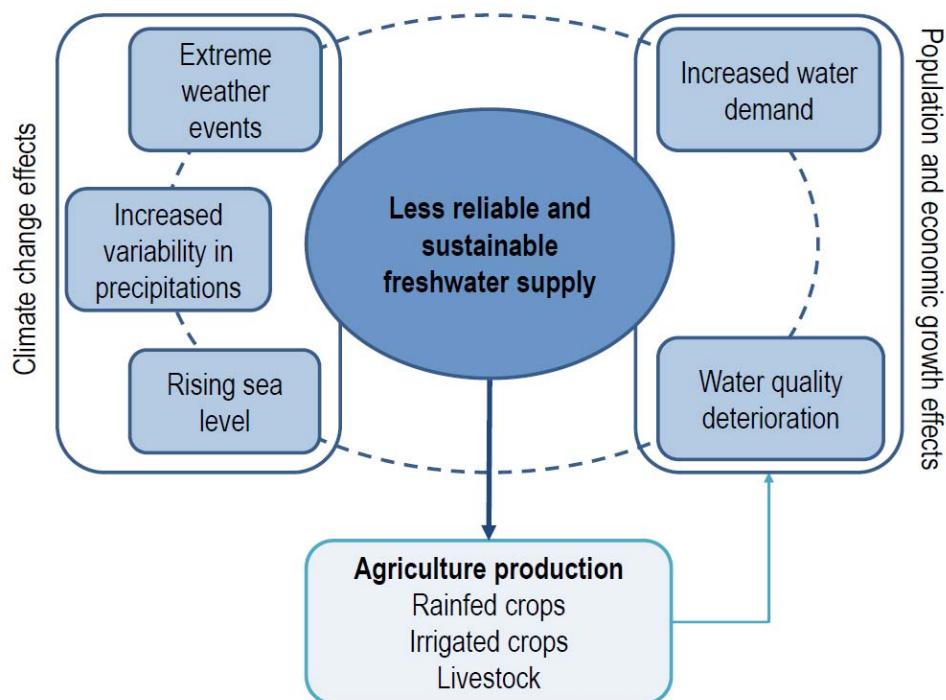 Climate change effects
Extreme
weather
events
Increased
variability in
precipitations
Rising sea
level
Less reliable and
sustainable
freshwater supply
Increased water
demand
Water quality
deterioration
Population and economic growth effects
Agriculture production
Rainfed crops
Irrigated crops
Livestock